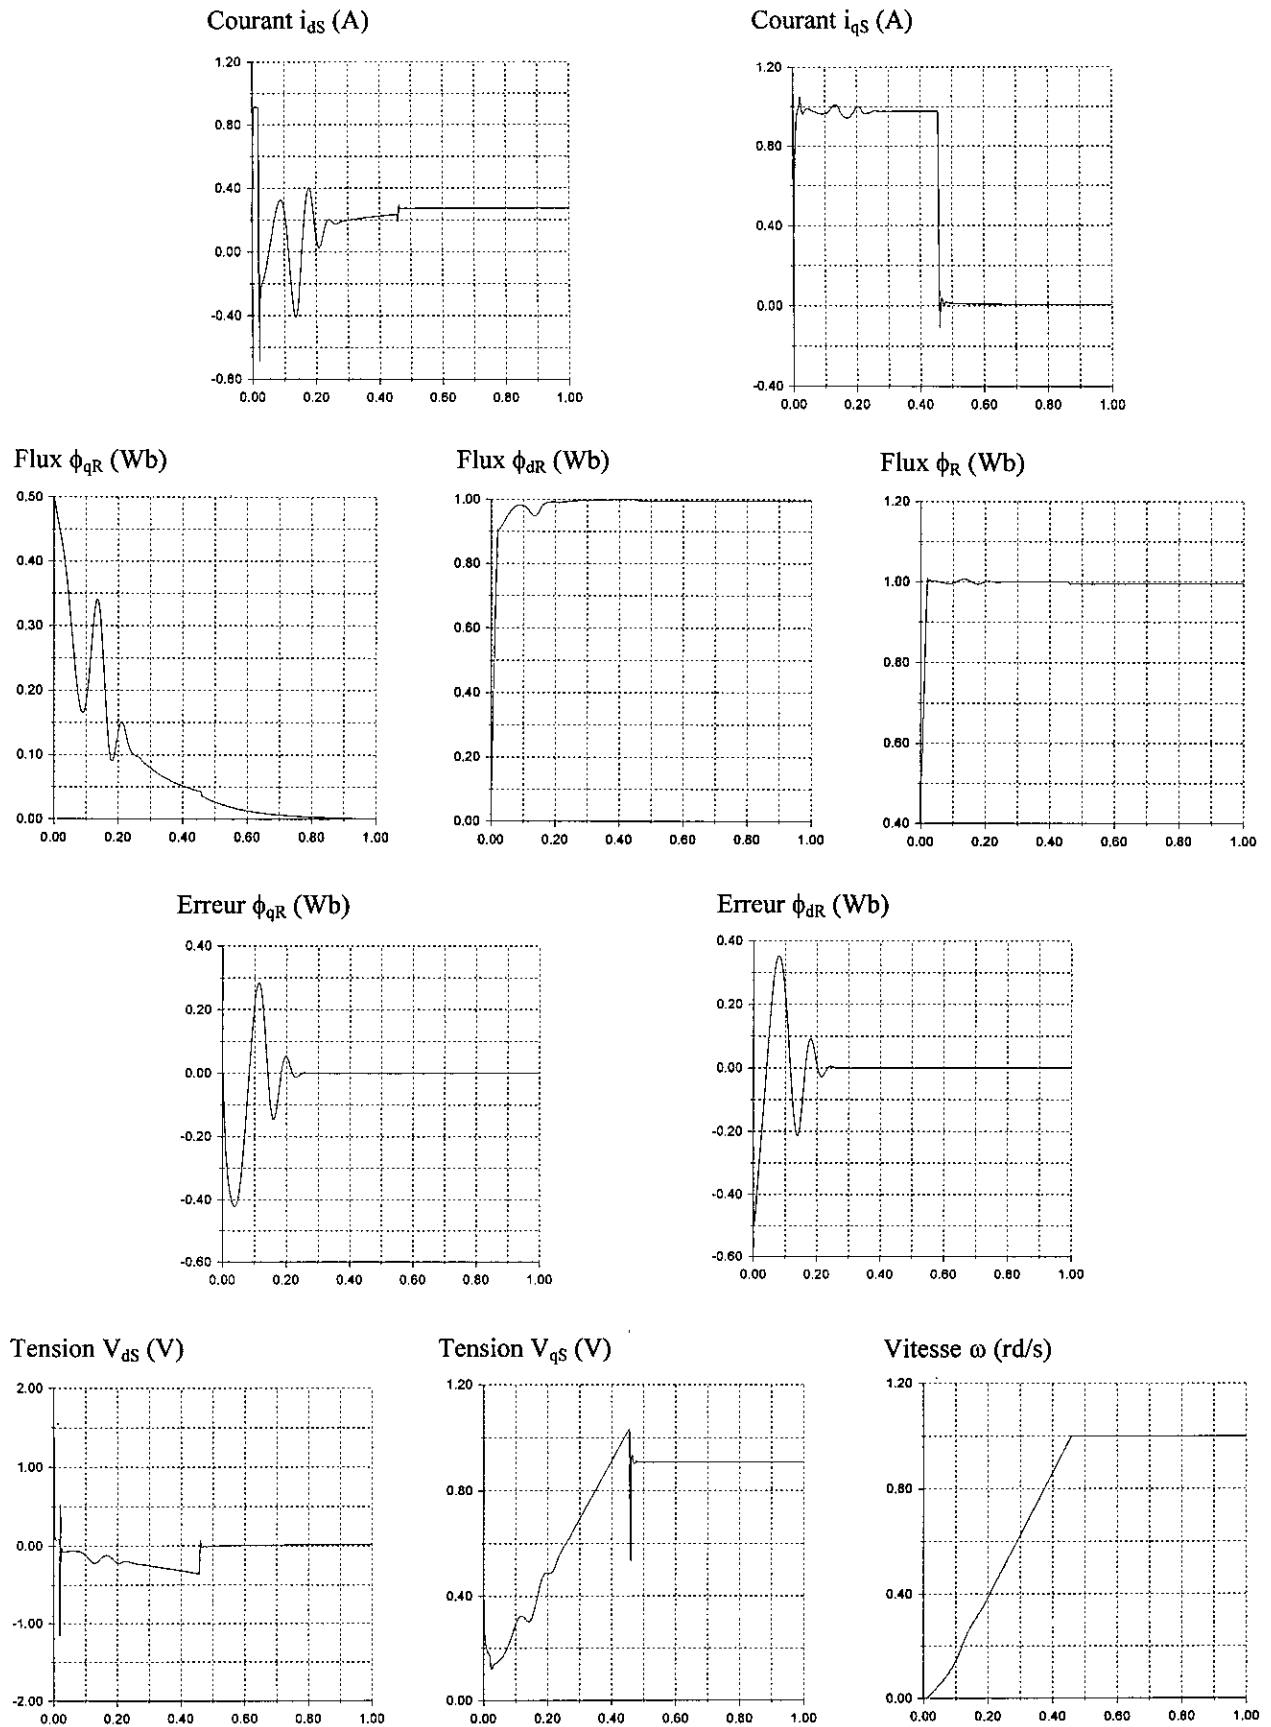 Courant i_dS (A)
Courant i_qS (A)
1.20
0.80
0.40
0.00
-0.40
-0.80
0.00 0.20 0.40 0.60 0.80 1.00
1.20
0.80
0.40
0.00
-0.40
0.00 0.20 0.40 0.60 0.80 1.00
Flux ϕ_qR (Wb)
Flux ϕ_dR (Wb)
Flux ϕ_R (Wb)
0.50
0.40
0.30
0.20
0.10
0.00
0.00 0.20 0.40 0.60 0.80 1.00
1.00
0.80
0.60
0.40
0.20
0.00
0.00 0.20 0.40 0.60 0.80 1.00
1.20
1.00
0.80
0.60
0.40
0.00 0.20 0.40 0.60 0.80 1.00
Erreur ϕ_qR (Wb)
Erreur ϕ_dR (Wb)
0.40
0.20
0.00
-0.20
-0.40
-0.60
0.00 0.20 0.40 0.60 0.80 1.00
0.40
0.20
0.00
-0.20
-0.40
-0.60
0.00 0.20 0.40 0.60 0.80 1.00
Tension V_dS (V)
Tension V_qS (V)
Vitesse ω (rd/s)
2.00
1.00
0.00
-1.00
-2.00
0.00 0.20 0.40 0.60 0.80 1.00
1.20
0.80
0.40
0.00
0.00 0.20 0.40 0.60 0.80 1.00
1.20
0.80
0.40
0.00
0.00 0.20 0.40 0.60 0.80 1.00